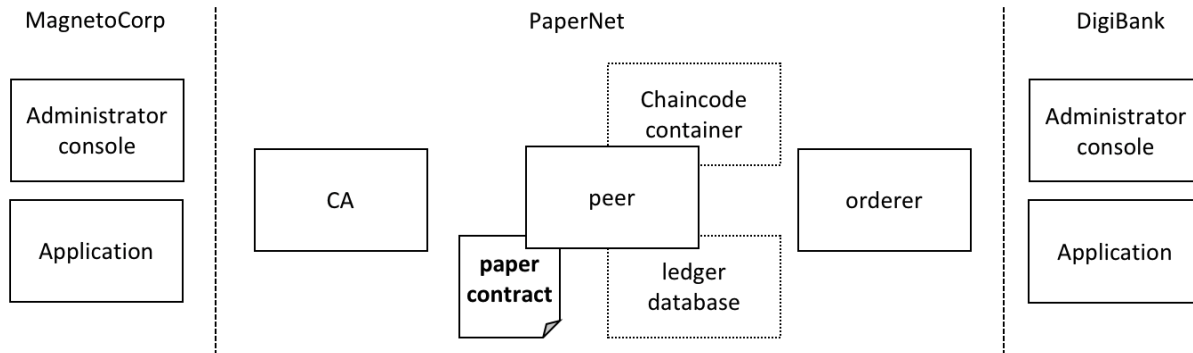 MagnetoCorp
PaperNet
DigiBank
Administrator
console
Application
CA
Chaincode
container
peer
paper
contract
ledger
database
orderer
Administrator
console
Application